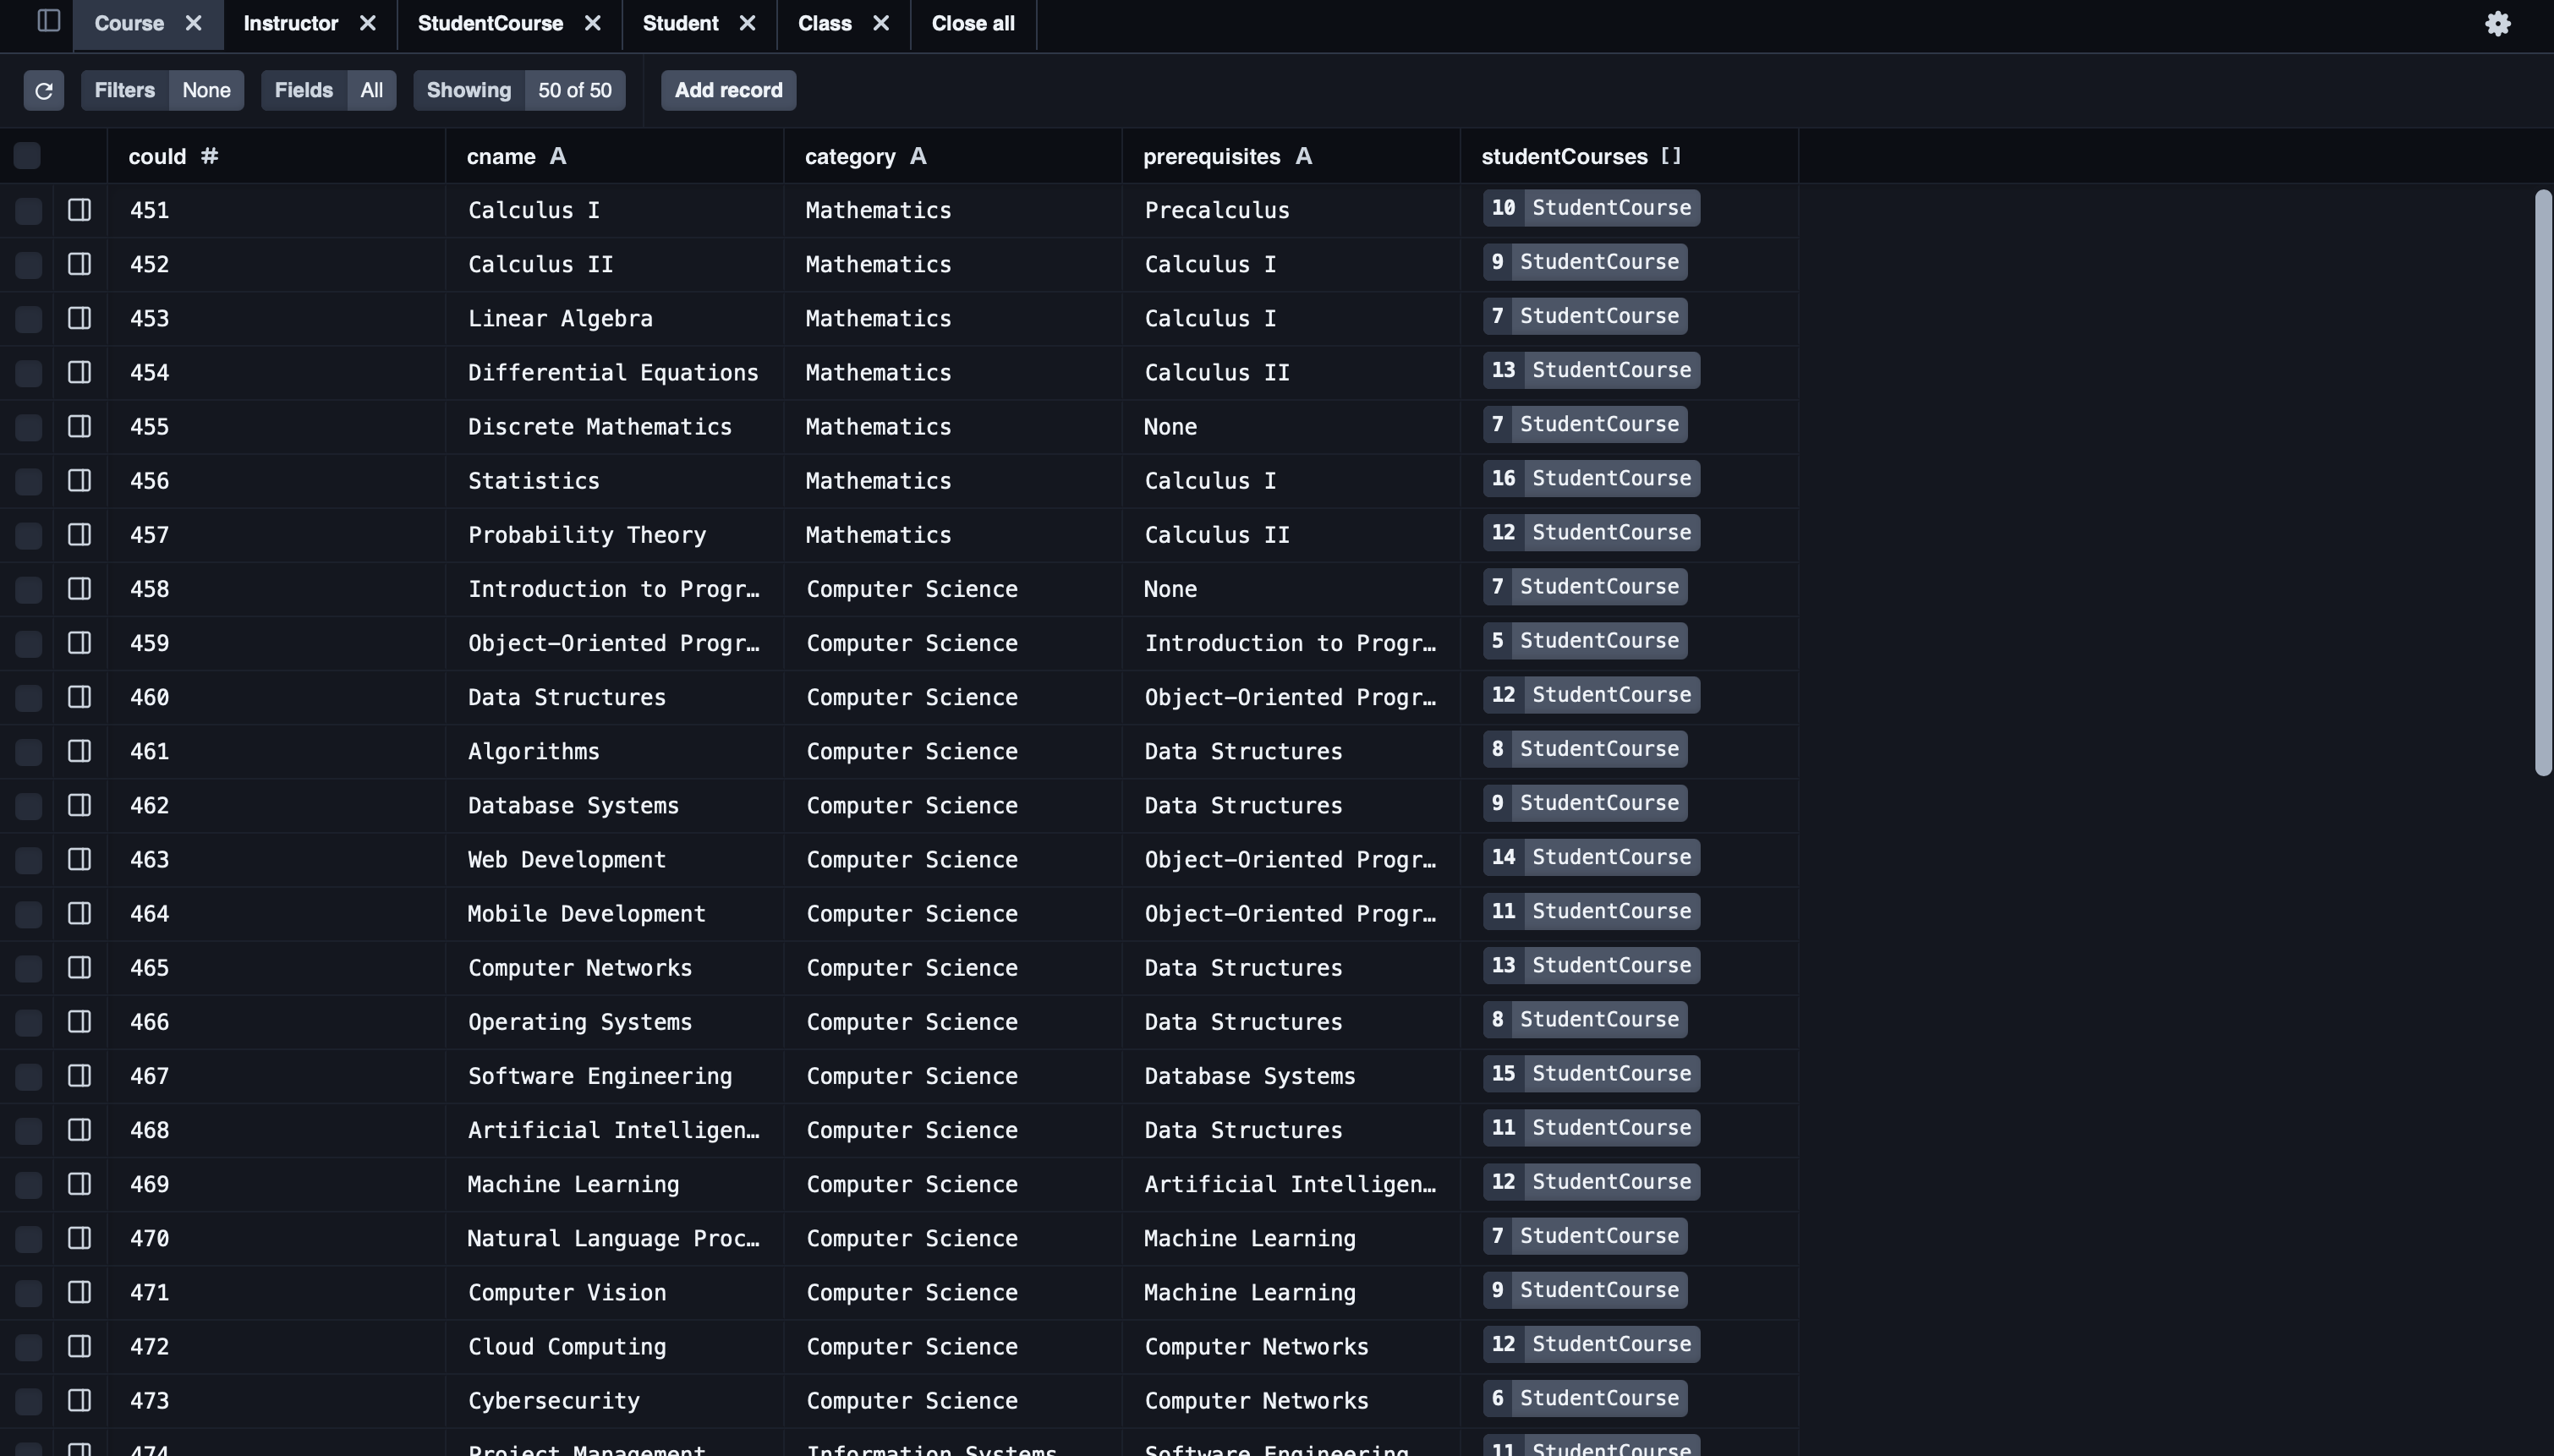 Course Instructor StudentCourse Student Class Close all
Filters None Fields All Showing 50 of 50 Add record
couId # cname A category A prerequisites A studentCourses []
451 Calculus I Mathematics Precalculus 10 StudentCourse
452 Calculus II Mathematics Calculus I 9 StudentCourse
453 Linear Algebra Mathematics Calculus I 7 StudentCourse
454 Differential Equations Mathematics Calculus II 13 StudentCourse
455 Discrete Mathematics Mathematics None 7 StudentCourse
456 Statistics Mathematics Calculus I 16 StudentCourse
457 Probability Theory Mathematics Calculus II 12 StudentCourse
458 Introduction to Progr… Computer Science None 7 StudentCourse
459 Object-Oriented Progr… Computer Science Introduction to Progr… 5 StudentCourse
460 Data Structures Computer Science Object-Oriented Progr… 12 StudentCourse
461 Algorithms Computer Science Data Structures 8 StudentCourse
462 Database Systems Computer Science Data Structures 9 StudentCourse
463 Web Development Computer Science Object-Oriented Progr… 14 StudentCourse
464 Mobile Development Computer Science Object-Oriented Progr… 11 StudentCourse
465 Computer Networks Computer Science Data Structures 13 StudentCourse
466 Operating Systems Computer Science Data Structures 8 StudentCourse
467 Software Engineering Computer Science Database Systems 15 StudentCourse
468 Artificial Intelligen… Computer Science Data Structures 11 StudentCourse
469 Machine Learning Computer Science Artificial Intelligen… 12 StudentCourse
470 Natural Language Proc… Computer Science Machine Learning 7 StudentCourse
471 Computer Vision Computer Science Machine Learning 9 StudentCourse
472 Cloud Computing Computer Science Computer Networks 12 StudentCourse
473 Cybersecurity Computer Science Computer Networks 6 StudentCourse
474 Project Management Information Systems Software Engineering 11 StudentCourse